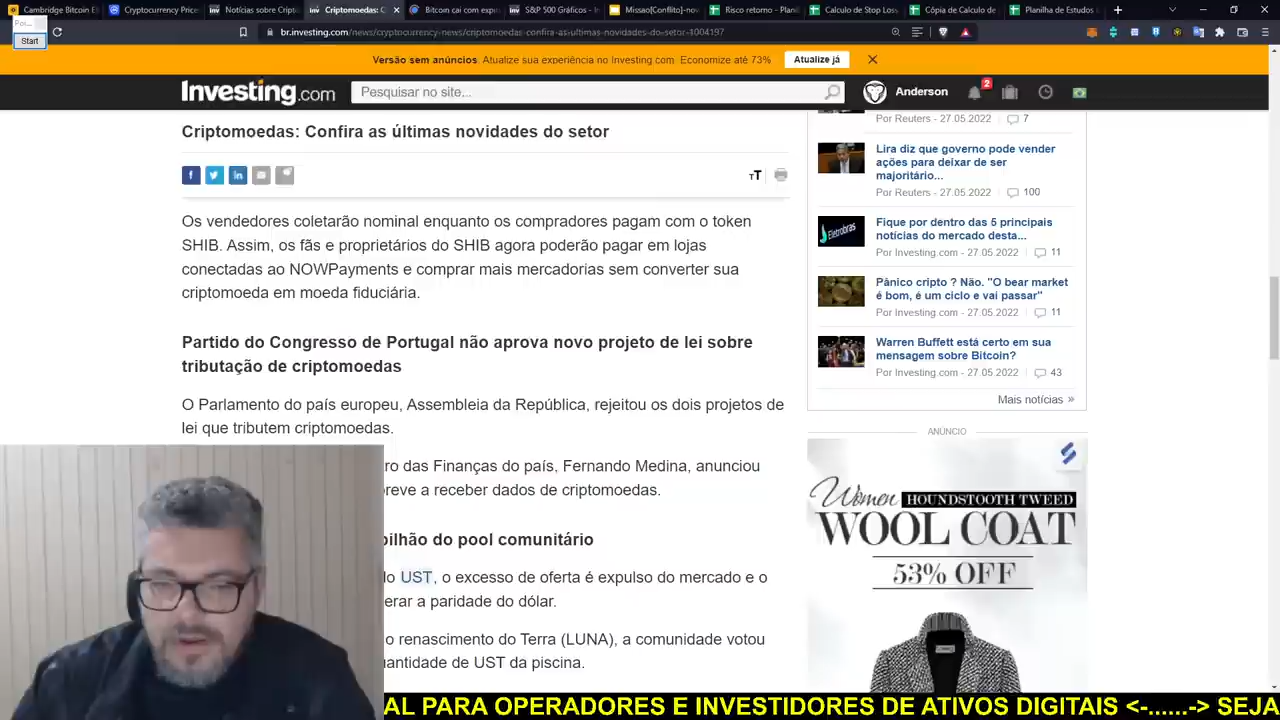 Cambridge Bitcoin E
Cryptocurrency Price
Notícias sobre Cripto
Criptomoedas: C
Bitcoin cai com expir
S&P 500 Gráficos - In
Missao[Conflito]-nov
Risco retorno E
Calculo de Stop Los
Cópia de Calculo de
Planilha de Estudos
Start
br.investing.com/news/cryptocurrency-news/criptomoedas-confira-as-ultimas-novidades-do-setor-1004197
Versão sem anúncios. Atualize sua experiência no Investing.com. Economize até 73%
Atualize já
Investing.com
Pesquisar no site...
Anderson
2
Criptomoedas: Confira as últimas novidades do setor
Os vendedores coletarão nominal enquanto os compradores pagam com o token
SHIB. Assim, os fãs e proprietários do SHIB agora poderão pagar em lojas
conectadas ao NOWPayments e comprar mais mercadorias sem converter sua
criptomoeda em moeda fiduciária.
Partido do Congresso de Portugal não aprova novo projeto de lei sobre
tributação de criptomoedas
O Parlamento do país europeu, Assembleia da República, rejeitou os dois projetos de
lei que tributem criptomoedas.
ro das Finanças do país, Fernando Medina, anunciou
reve a receber dados de criptomoedas.
bilhão do pool comunitário
do UST, o excesso de oferta é expulso do mercado e o
erar a paridade do dólar.
o renascimento do Terra (LUNA), a comunidade votou
uantidade de UST da piscina.
Por Reuters - 27.05.2022 7
Lira diz que governo pode vender
ações para deixar de ser
majoritário...
Por Reuters - 27.05.2022 100
Eletrobras
Fique por dentro das 5 principais
notícias do mercado desta...
Por Investing.com - 27.05.2022 11
Pânico cripto ? Não. "O bear market
é bom, é um ciclo e vai passar"
Por Investing.com - 27.05.2022 11
Warren Buffett está certo em sua
mensagem sobre Bitcoin?
Por Investing.com - 27.05.2022 43
Mais notícias »
ANÚNCIO
Women HOUNDSTOOTH TWEED
WOOL COAT
53% OFF
AL PARA OPERADORES E INVESTIDORES DE ATIVOS DIGITAIS <-......-> SEJA